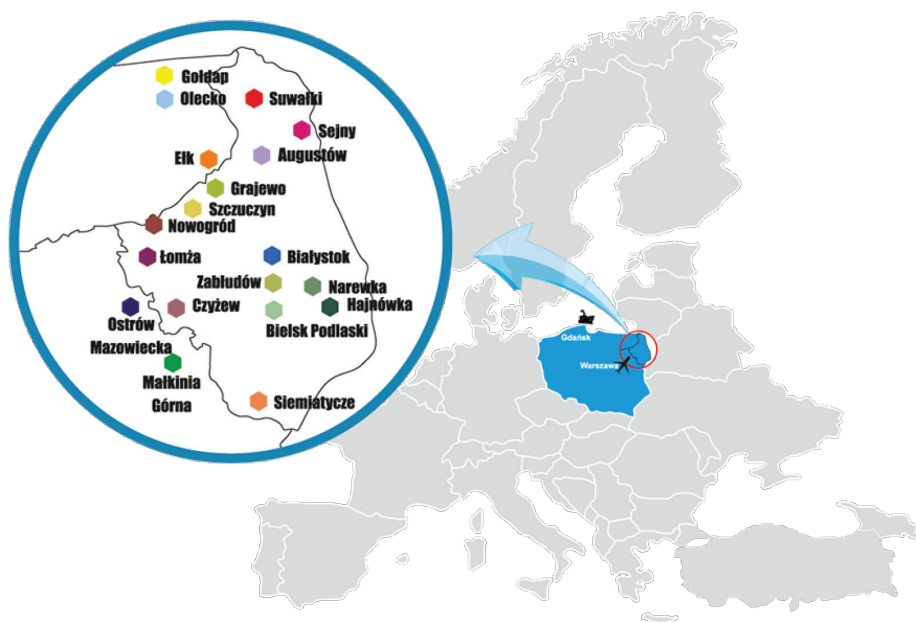 Gołdap
Olecko
Suwałki
Sejny
Ełk
Augustów
Grajewo
Szczuczyn
Nowogród
Łomża
Białystok
Zabłudów
Narewka
Czyżew
Hajnówka
Ostrów
Mazowiecka
Bielsk Podlaski
Małkinia
Górna
Siemiatycze
Gdańsk
Warszawa